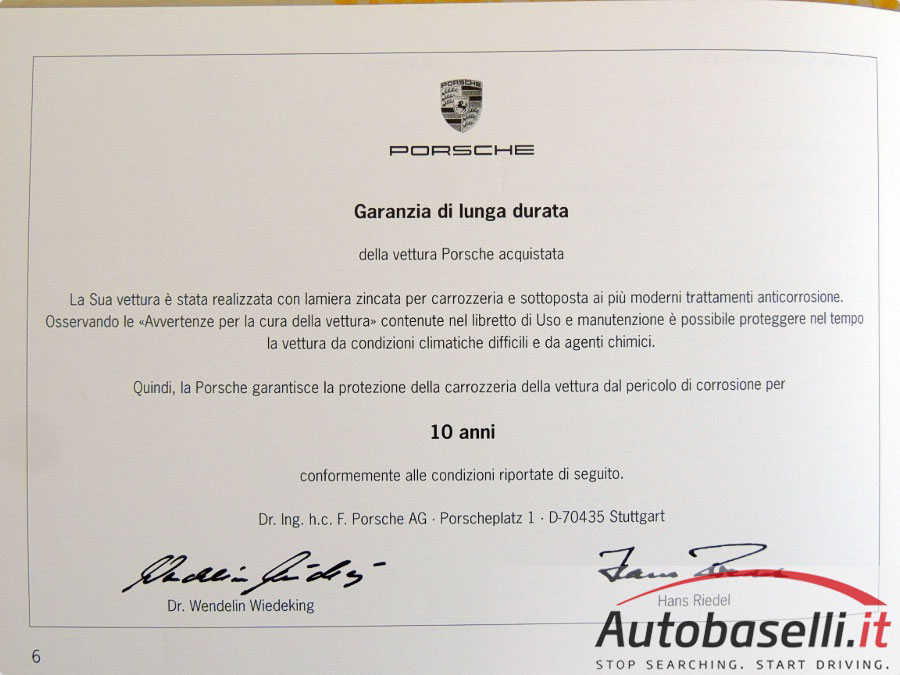 PORSCHE
PORSCHE
Garanzia di lunga durata
della vettura Porsche acquistata
La Sua vettura è stata realizzata con lamiera zincata per carrozzeria e sottoposta ai più moderni trattamenti anticorrosione.
Osservando le «Avvertenze per la cura della vettura» contenute nel libretto di Uso e manutenzione è possibile proteggere nel tempo
la vettura da condizioni climatiche difficili e da agenti chimici.
Quindi, la Porsche garantisce la protezione della carrozzeria della vettura dal pericolo di corrosione per
10 anni
conformemente alle condizioni riportate di seguito.
Dr. Ing. h.c. F. Porsche AG · Porscheplatz 1 · D-70435 Stuttgart
Dr. Wendelin Wiedeking
Hans Riedel
Autobaselli.it
STOP SEARCHING. START DRIVING.
6